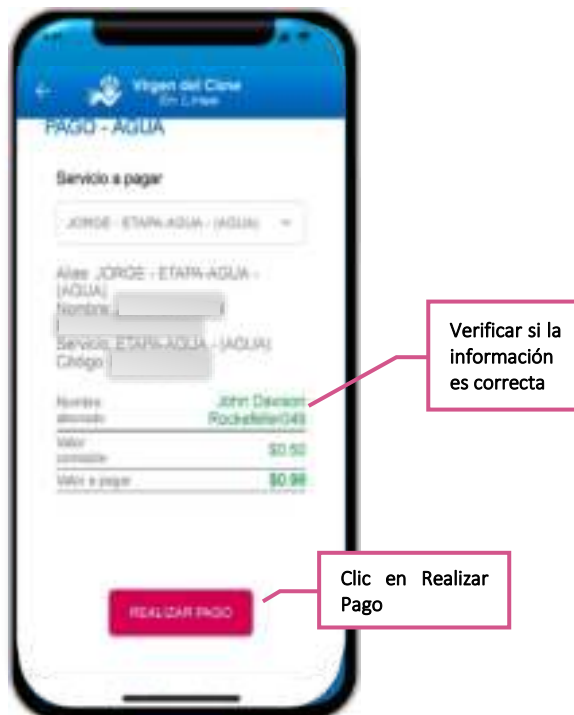 Virgen del Cisne
En Línea
PAGO - AGUA
Servicio a pagar
JORGE - ETAPA-AGUA - (AGUA)
Alias: JORGE - ETAPA-AGUA -
(AGUA)
Nombre
Servicio: ETAPA-AGUA - (AGUA)
Código
Nombre John Davison
abonado Rockefeller049
Valor
comisión $0.50
Valor a pagar $0.98
REALIZAR PAGO
Verificar si la
información
es correcta
Clic en Realizar
Pago